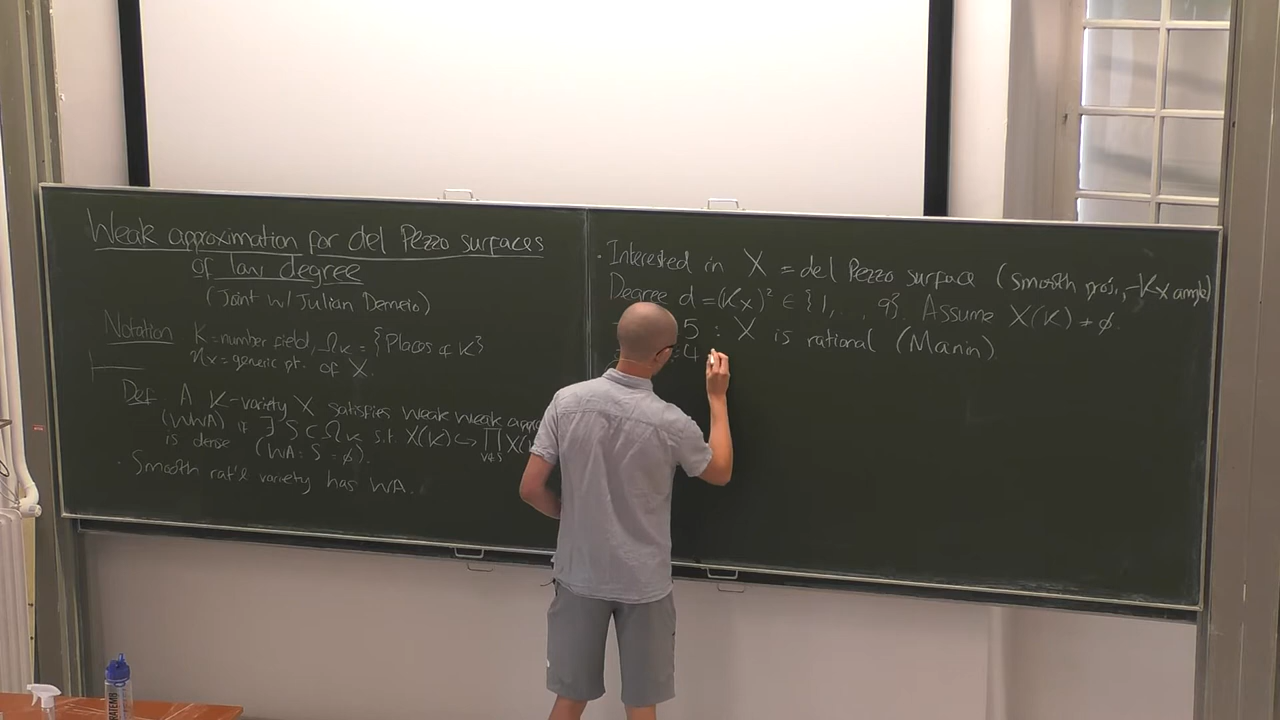 Weak approximation for del Pezzo surfaces
of low degree
(Joint w/ Julian Demeio)
Notation K = number field, Ω_K = {Places of K}
η_X = generic pt. of X.
Def A K-variety X satisfies weak weak
(WWA) if ∃ S ⊂ Ω_K s.t. X(K) ↪ ∏_{v∉S} X(
is dense (WA: S = ∅).
· Smooth rat'l variety has WA.
· Interested in X = del Pezzo surface (smooth proj., -K_X ample)
Degree d = (K_X)² ∈ {1, ..., 9}. Assume X(K) ≠ ∅.
5 : X is rational (Manin)
= 4